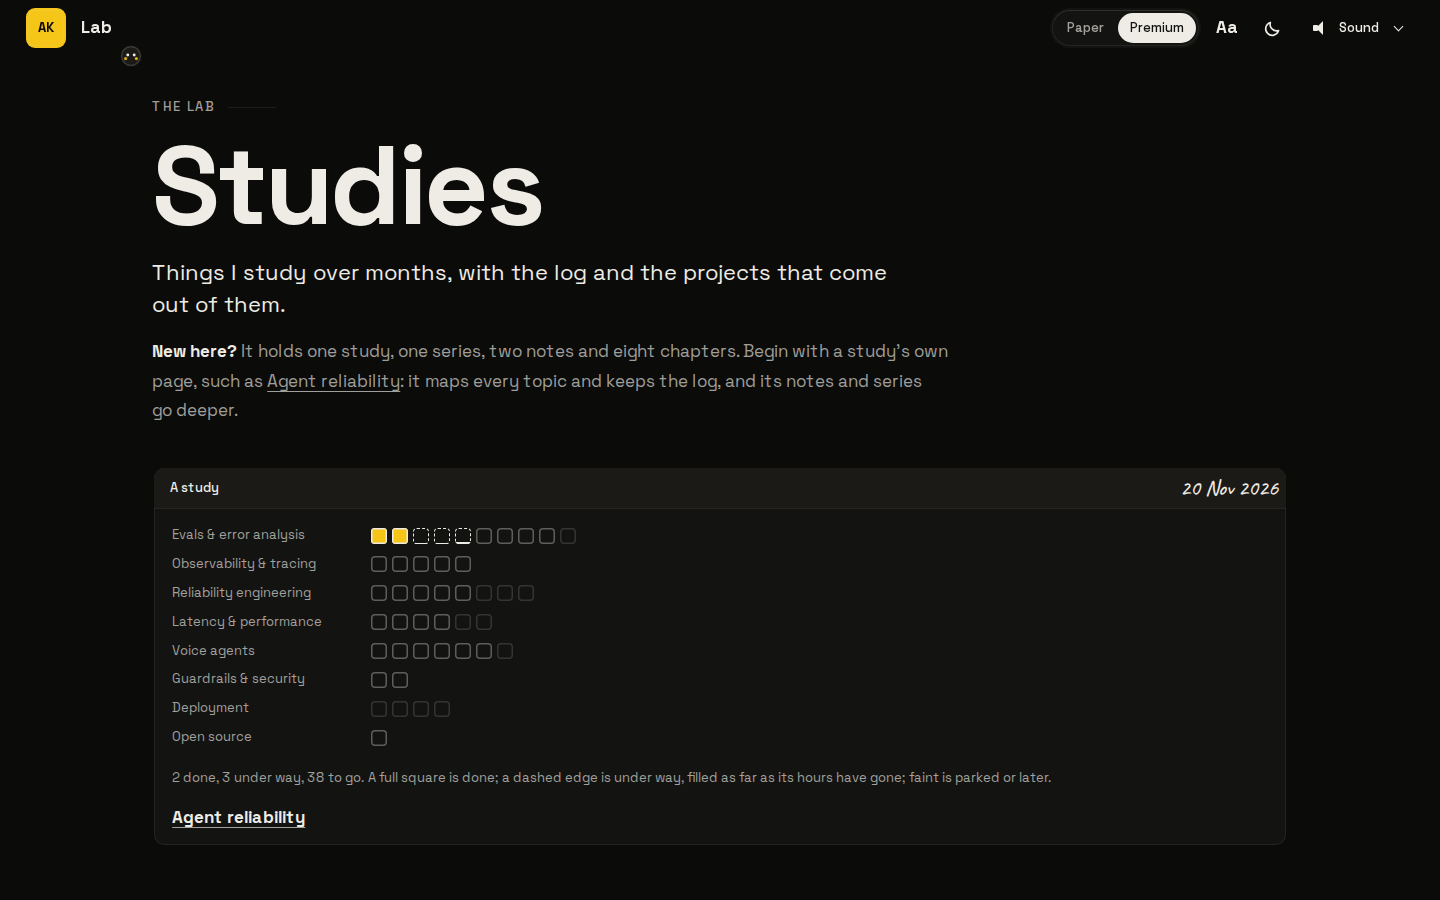 AK
Lab
Paper
Premium
Aa
Sound
THE LAB
Studies
Things I study over months, with the log and the projects that come
out of them.
New here? It holds one study, one series, two notes and eight chapters. Begin with a study’s own
page, such as Agent reliability: it maps every topic and keeps the log, and its notes and series
go deeper.
A study
20 Nov 2026
Evals & error analysis
Observability & tracing
Reliability engineering
Latency & performance
Voice agents
Guardrails & security
Deployment
Open source
2 done, 3 under way, 38 to go. A full square is done; a dashed edge is under way, filled as far as its hours have gone; faint is parked or later.
Agent reliability